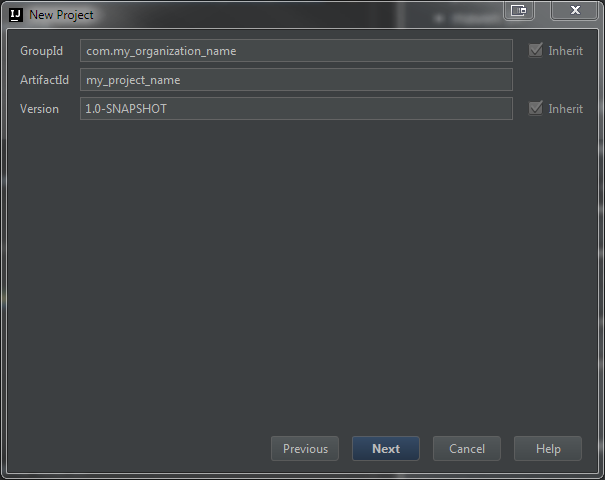 IJ New Project
GroupId com.my_organization_name Inherit
ArtifactId my_project_name
Version 1.0-SNAPSHOT Inherit
Previous Next Cancel Help